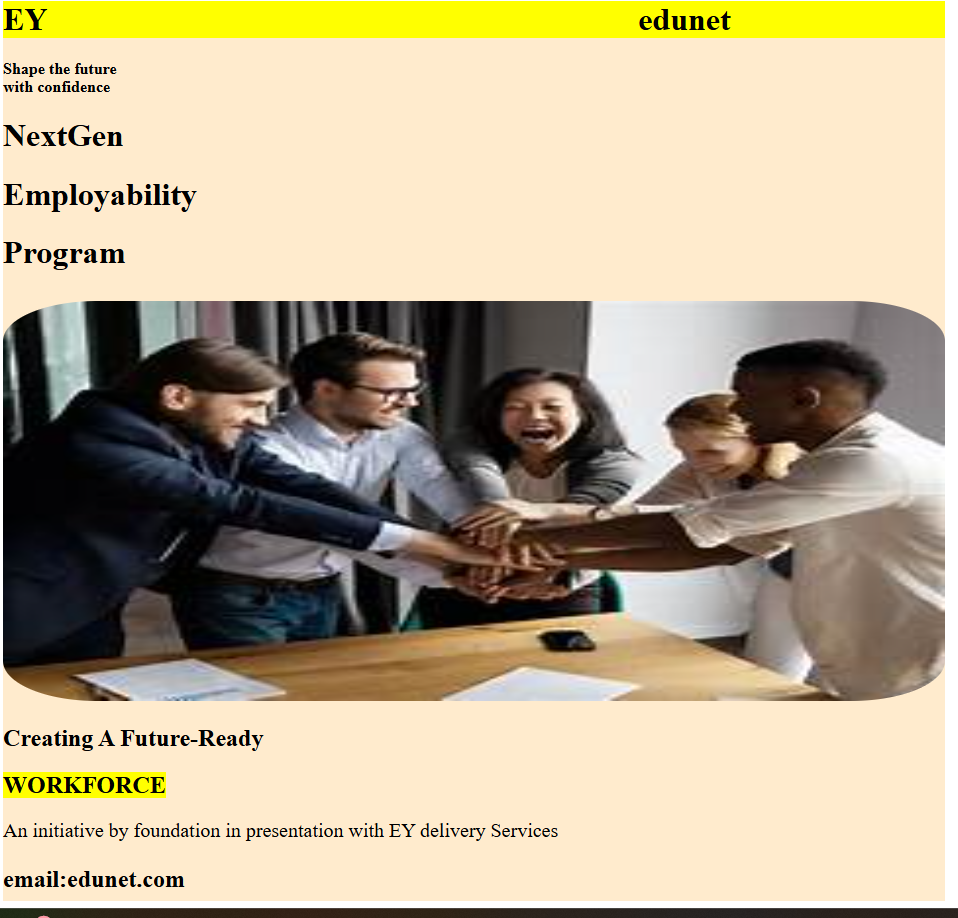 EY edunet
Shape the future
with confidence
NextGen
Employability
Program
Creating A Future-Ready
WORKFORCE
An initiative by foundation in presentation with EY delivery Services
email:edunet.com